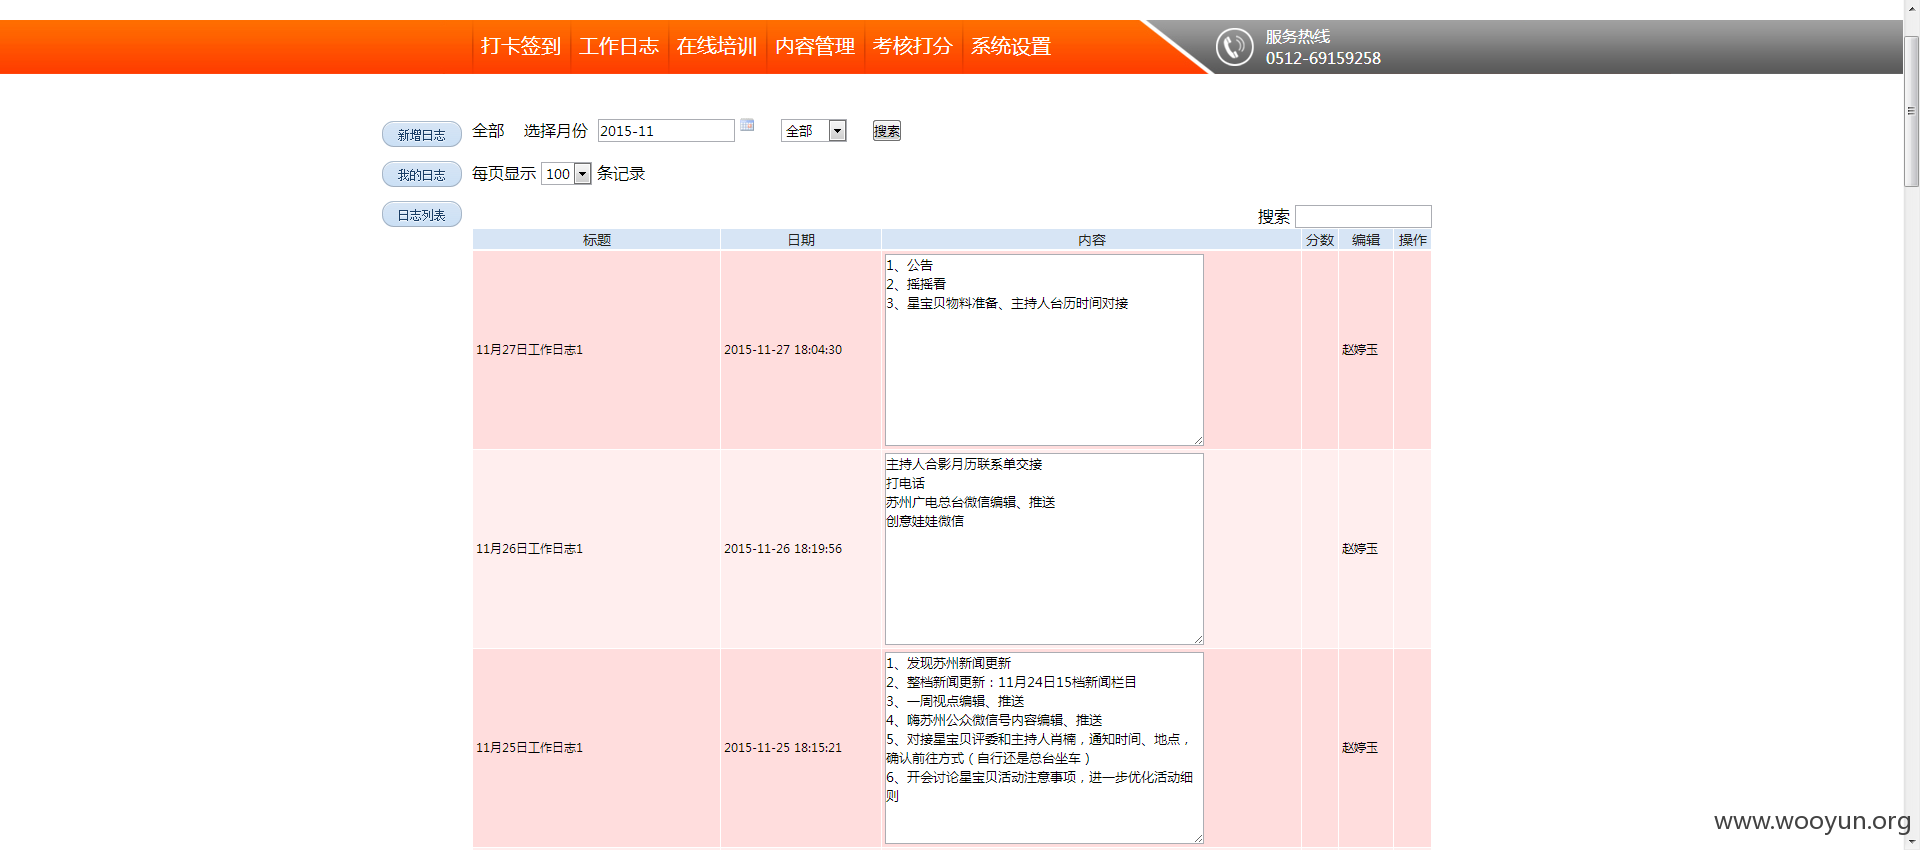 打卡签到 工作日志 在线培训 内容管理 考核打分 系统设置
服务热线
0512-69159258
新增日志 全部 选择月份 2015-11 全部 搜索
我的日志 每页显示 100 条记录
日志列表
搜索
标题 日期 内容 分数 编辑 操作
11月27日工作日志1 2015-11-27 18:04:30
1、公告
2、摇摇看
3、星宝贝物料准备、主持人台历时间对接
赵婷玉
11月26日工作日志1 2015-11-26 18:19:56
主持人合影月历联系单交接
打电话
苏州广电总台微信编辑、推送
创意娃娃微信
赵婷玉
11月25日工作日志1 2015-11-25 18:15:21
1、发现苏州新闻更新
2、整档新闻更新：11月24日15档新闻栏目
3、一周视点编辑、推送
4、嗨苏州公众微信号内容编辑、推送
5、对接星宝贝评委和主持人肖楠，通知时间、地点，
确认前往方式（自行还是总台坐车）
6、开会讨论星宝贝活动注意事项，进一步优化活动细
则
赵婷玉
www.wooyun.org